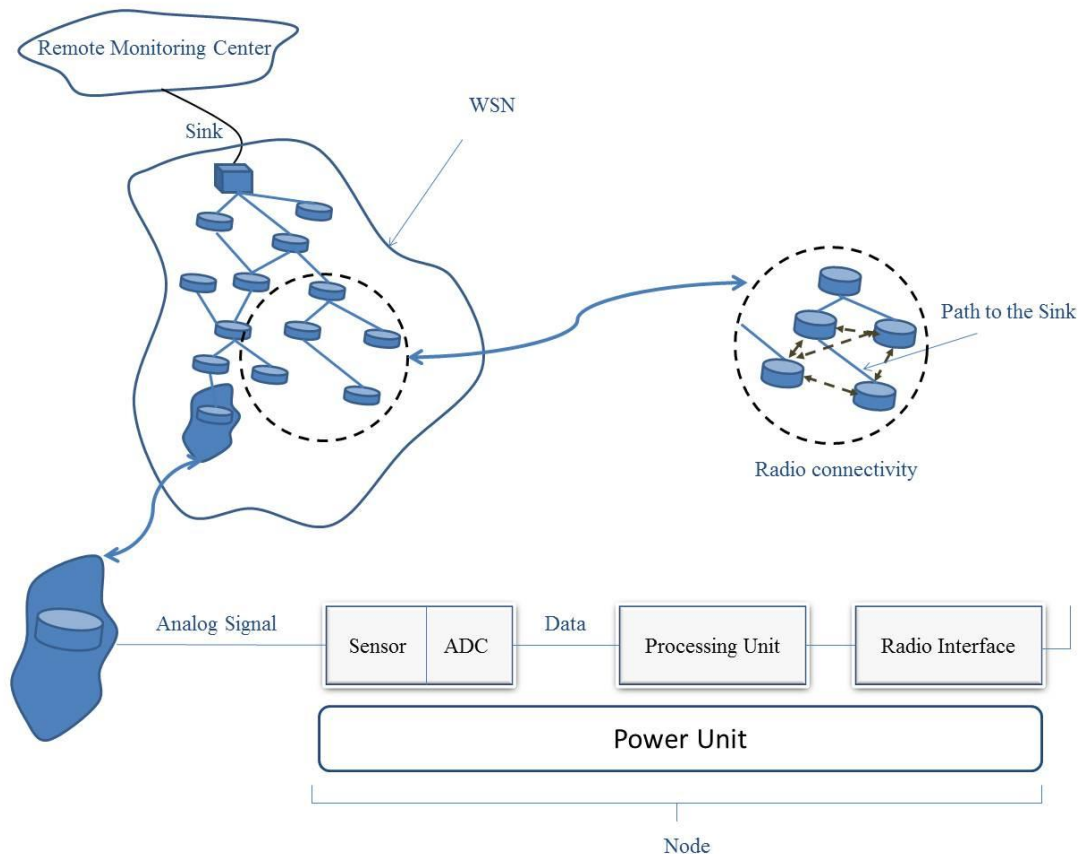 Remote Monitoring Center
WSN
Sink
Path to the Sink
Radio connectivity
Analog Signal
Sensor
ADC
Data
Processing Unit
Radio Interface
Power Unit
Node